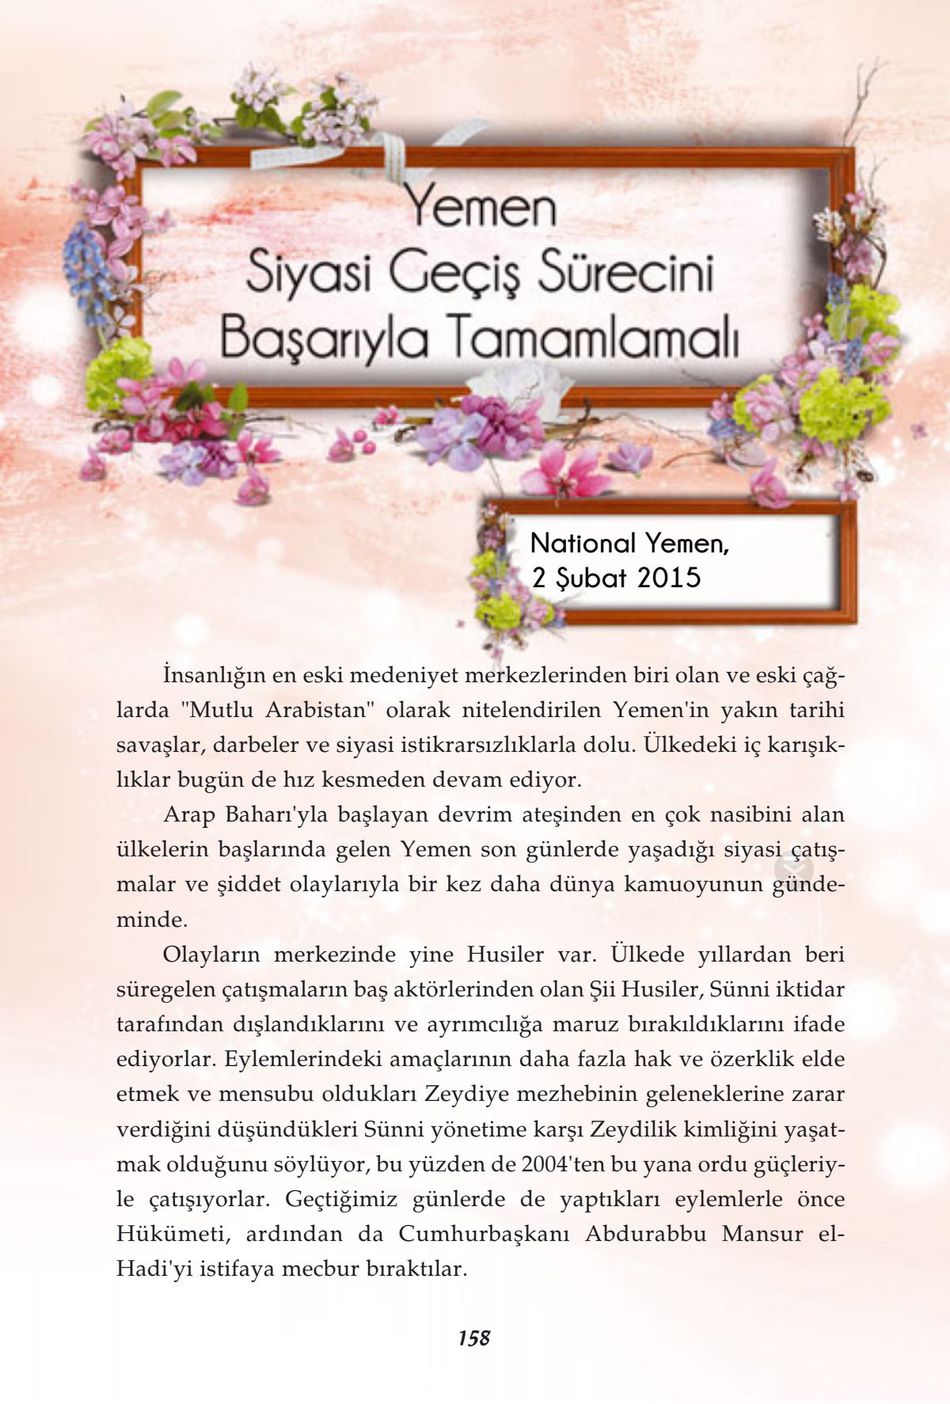 Yemen
Siyasi Geçiş Sürecini
Başarıyla Tamamlamalı
National Yemen,
2 Şubat 2015
İnsanlığın en eski medeniyet merkezlerinden biri olan ve eski çağ-
larda "Mutlu Arabistan" olarak nitelendirilen Yemen'in yakın tarihi
savaşlar, darbeler ve siyasi istikrarsızlıklarla dolu. Ülkedeki iç karışık-
lıklar bugün de hız kesmeden devam ediyor.
Arap Baharı'yla başlayan devrim ateşinden en çok nasibini alan
ülkelerin başlarında gelen Yemen son günlerde yaşadığı siyasi çatış-
malar ve şiddet olaylarıyla bir kez daha dünya kamuoyunun günde-
minde.
Olayların merkezinde yine Husiler var. Ülkede yıllardan beri
süregelen çatışmaların baş aktörlerinden olan Şii Husiler, Sünni iktidar
tarafından dışlandıklarını ve ayrımcılığa maruz bırakıldıklarını ifade
ediyorlar. Eylemlerindeki amaçlarının daha fazla hak ve özerklik elde
etmek ve mensubu oldukları Zeydiye mezhebinin geleneklerine zarar
verdiğini düşündükleri Sünni yönetime karşı Zeydilik kimliğini yaşat-
mak olduğunu söylüyor, bu yüzden de 2004'ten bu yana ordu güçleriy-
le çatışıyorlar. Geçtiğimiz günlerde de yaptıkları eylemlerle önce
Hükümeti, ardından da Cumhurbaşkanı Abdurabbu Mansur el-
Hadi'yi istifaya mecbur bıraktılar.
158